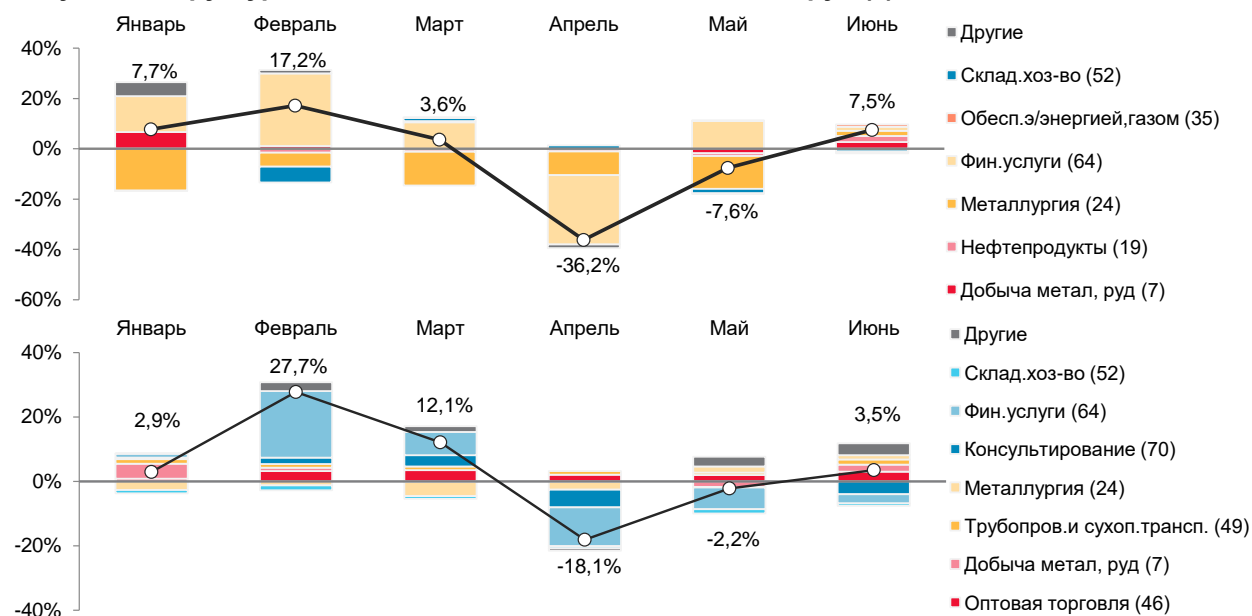 Январь Февраль Март Апрель Май Июнь
40%
20%
0%
-20%
-40%
-60%
7,7%
17,2%
3,6%
-36,2%
-7,6%
7,5%
Другие
Склад.хоз-во (52)
Обесп.э/энергией,газом (35)
Фин.услуги (64)
Металлургия (24)
Нефтепродукты (19)
Добыча метал, руд (7)
Январь Февраль Март Апрель Май Июнь
40%
20%
0%
-20%
-40%
2,9%
27,7%
12,1%
-18,1%
-2,2%
3,5%
Другие
Склад.хоз-во (52)
Фин.услуги (64)
Консультирование (70)
Металлургия (24)
Трубопров.и сухоп.трансп. (49)
Добыча метал, руд (7)
Оптовая торговля (46)